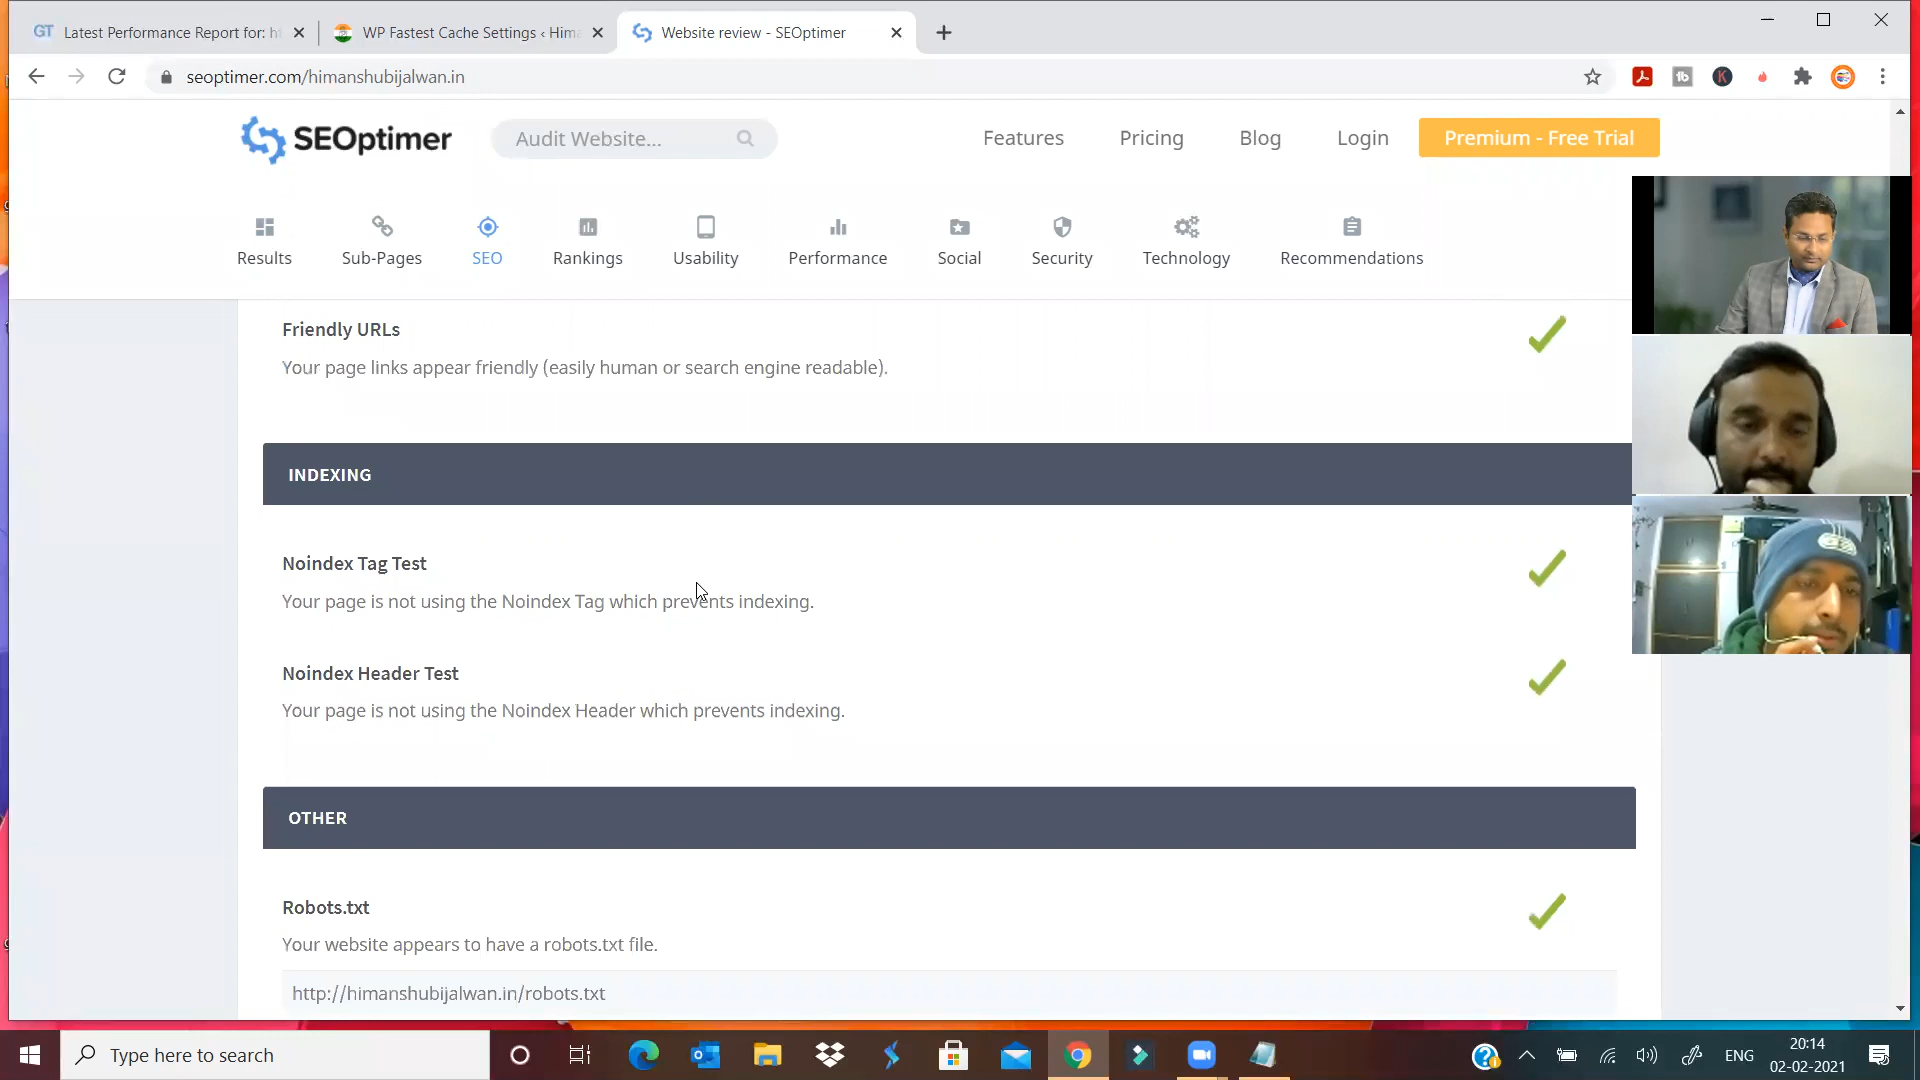 GT Latest Performance Report for: ht
WP Fastest Cache Settings ‹ Him
Website review - SEOptimer
seoptimer.com/himanshubijalwan.in
SEOptimer
Audit Website...
Features
Pricing
Blog
Login
Premium - Free Trial
Results
Sub-Pages
SEO
Rankings
Usability
Performance
Social
Security
Technology
Recommendations
Friendly URLs
Your page links appear friendly (easily human or search engine readable).
INDEXING
Noindex Tag Test
Your page is not using the Noindex Tag which prevents indexing.
Noindex Header Test
Your page is not using the Noindex Header which prevents indexing.
OTHER
Robots.txt
Your website appears to have a robots.txt file.
http://himanshubijalwan.in/robots.txt
Type here to search
ENG
20:14
02-02-2021